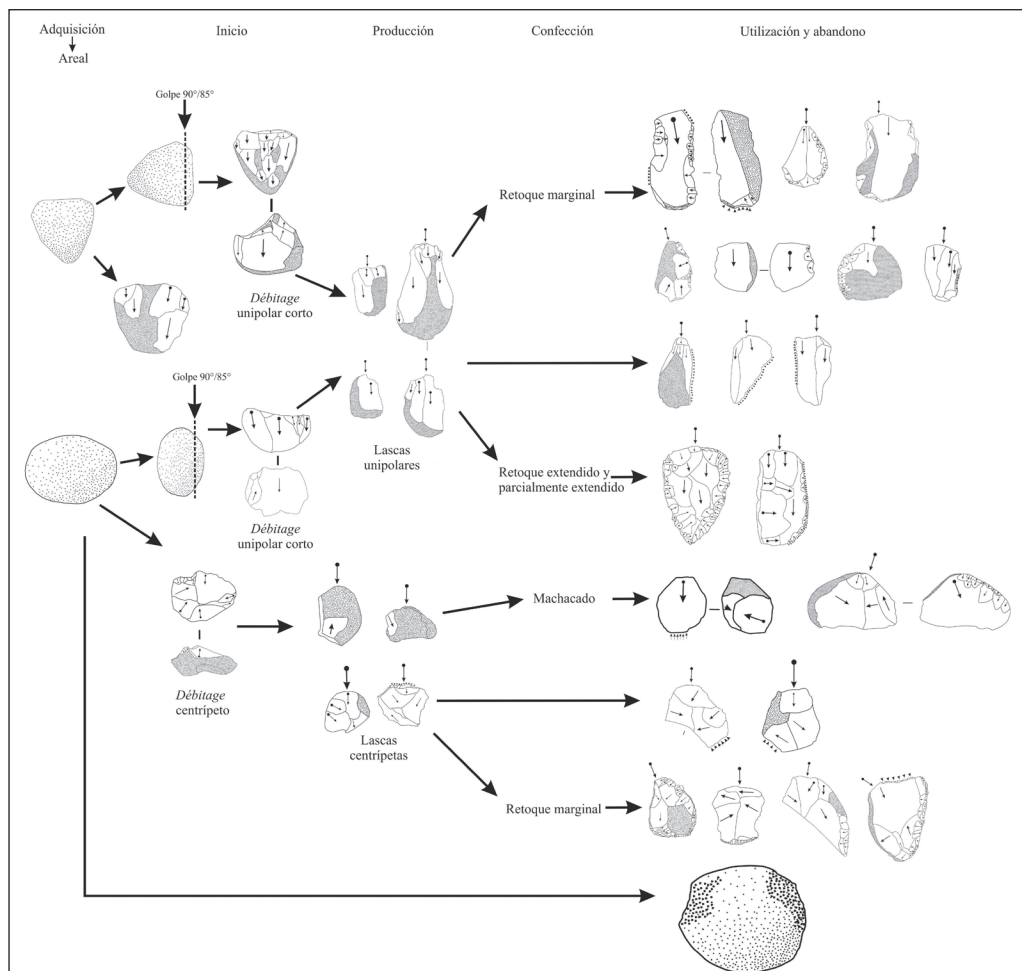 Adquisición
Areal
Inicio
Producción
Confección
Utilización y abandono
Golpe 90°/85°
Débitage
unipolar corto
Retoque marginal
Golpe 90°/85°
Lascas
unipolares
Débitage
unipolar corto
Retoque extendido y
parcialmente extendido
Débitage
centrípeto
Machacado
Lascas
centrípetas
Retoque marginal